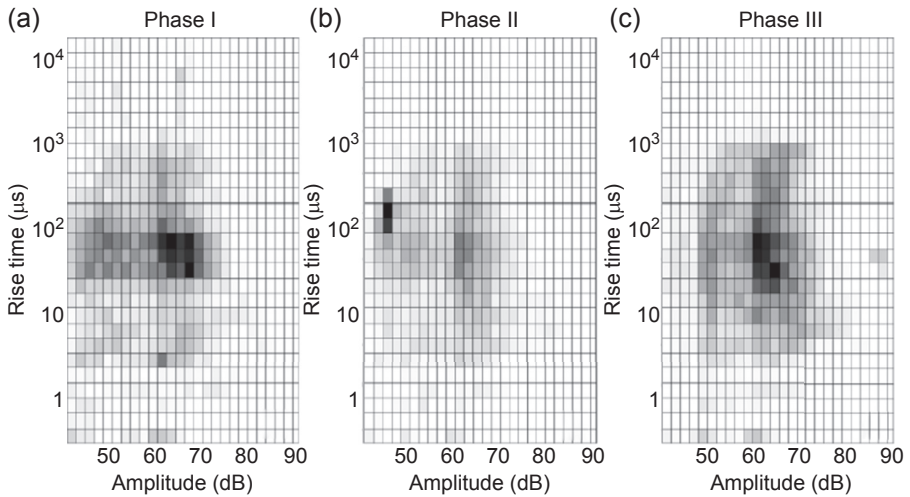 (a) Phase I
(b) Phase II
(c) Phase III
Rise time (μs)
10⁴
10³
10²
10
1
50 60 70 80 90
Amplitude (dB)
Rise time (μs)
10⁴
10³
10²
10
1
50 60 70 80 90
Amplitude (dB)
Rise time (μs)
10⁴
10³
10²
10
1
50 60 70 80 90
Amplitude (dB)